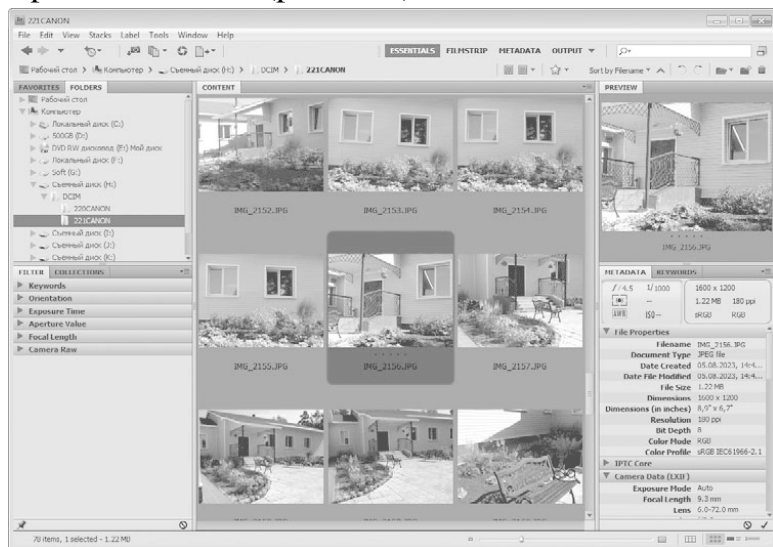 221CANON
File Edit View Stacks Label Tools Window Help
ESSENTIALS FILMSTRIP METADATA OUTPUT
Рабочий стол > Компьютер > Съемный диск (H:) > DCIM > 221CANON
Sort by Filename
FAVORITES FOLDERS
Рабочий стол
Компьютер
Локальный диск (C:)
500GB (D:)
DVD RW дисковод (E:) Мой диск
Локальный диск (F:)
Soft (G:)
Съемный диск (H:)
DCIM
220CANON
221CANON
Съемный диск (I:)
Съемный диск (J:)
Съемный диск (K:)
FILTER COLLECTIONS
Keywords
Orientation
Exposure Time
Aperture Value
Focal Length
Camera Raw
CONTENT
IMG_2152.JPG IMG_2153.JPG IMG_2154.JPG
IMG_2155.JPG IMG_2156.JPG IMG_2157.JPG
PREVIEW
IMG_2156.JPG
METADATA KEYWORDS
f/4.5 1/1000 1600 x 1200
-- 1.22 MB 180 ppi
ISO-- sRGB RGB
File Properties
Filename IMG_2156.JPG
Document Type JPEG file
Date Created 05.08.2023, 14:4...
Date File Modified 05.08.2023, 14:4...
File Size 1.22 MB
Dimensions 1600 x 1200
Dimensions (in inches) 8,9" x 6,7"
Resolution 180 ppi
Bit Depth 8
Color Mode RGB
Color Profile sRGB IEC61966-2.1
IPTC Core
Camera Data (EXIF)
Exposure Mode Auto
Focal Length 9.3 mm
Lens 6.0-72.0 mm
78 items, 1 selected - 1.22 MB